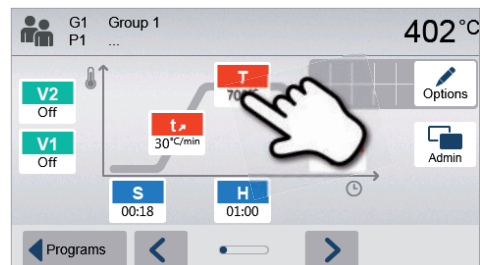 G1 Group 1
P1 ...
402°C
V2
Off
T
Options
t↗
30°C/min
V1
Off
Admin
S
00:18
H
01:00
Programs